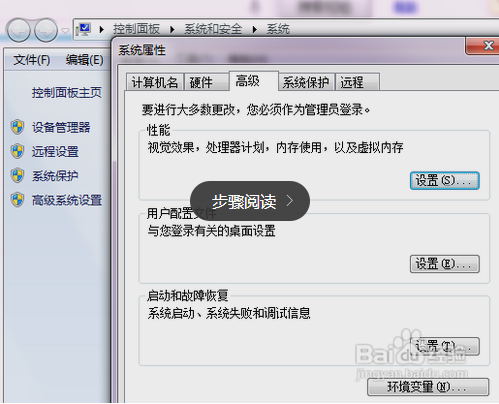 控制面板 ▸ 系统和安全 ▸ 系统
文件(F) 编辑(E)
系统属性
计算机名 硬件 高级 系统保护 远程
控制面板主页
设备管理器
远程设置
系统保护
高级系统设置
要进行大多数更改，您必须作为管理员登录。
性能
视觉效果，处理器计划，内存使用，以及虚拟内存
设置(S)...
步骤阅读
用户配置文件
与您登录有关的桌面设置
设置(E)...
启动和故障恢复
系统启动、系统失败和调试信息
设置(T)...
Baidu经验
jingyan.baidu.com
环境变量(N)...